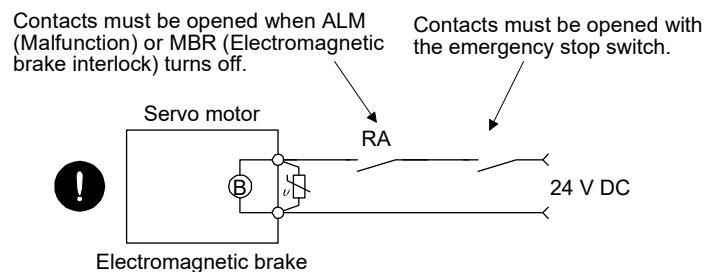 Contacts must be opened when ALM
(Malfunction) or MBR (Electromagnetic
brake interlock) turns off.
Contacts must be opened with
the emergency stop switch.
Servo motor
RA
B
υ
24 V DC
Electromagnetic brake